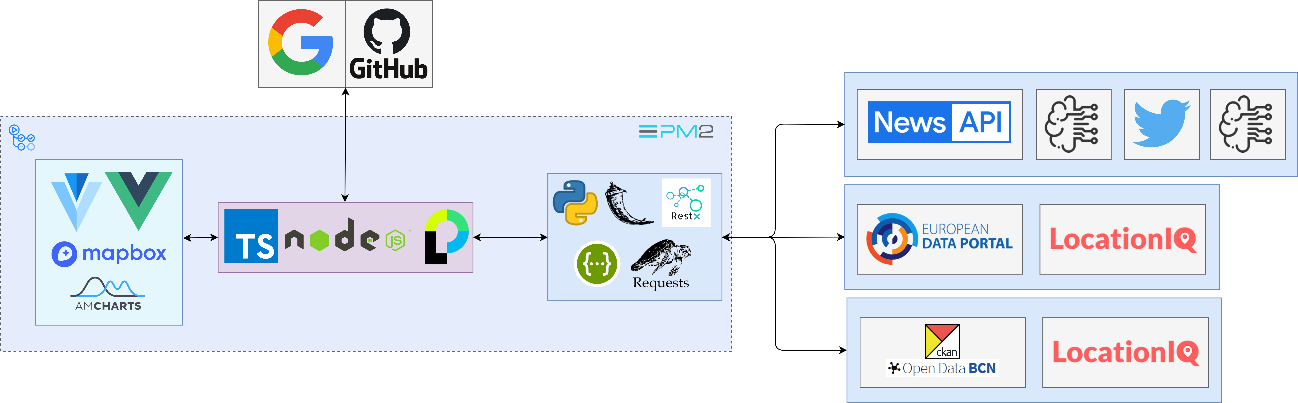 GitHub
PM2
mapbox
AMCHARTS
TS
node
JS
RestX
{...}
Requests
News API
EUROPEAN
DATA PORTAL
LocationIQ
ckan
Open Data BCN
LocationIQ